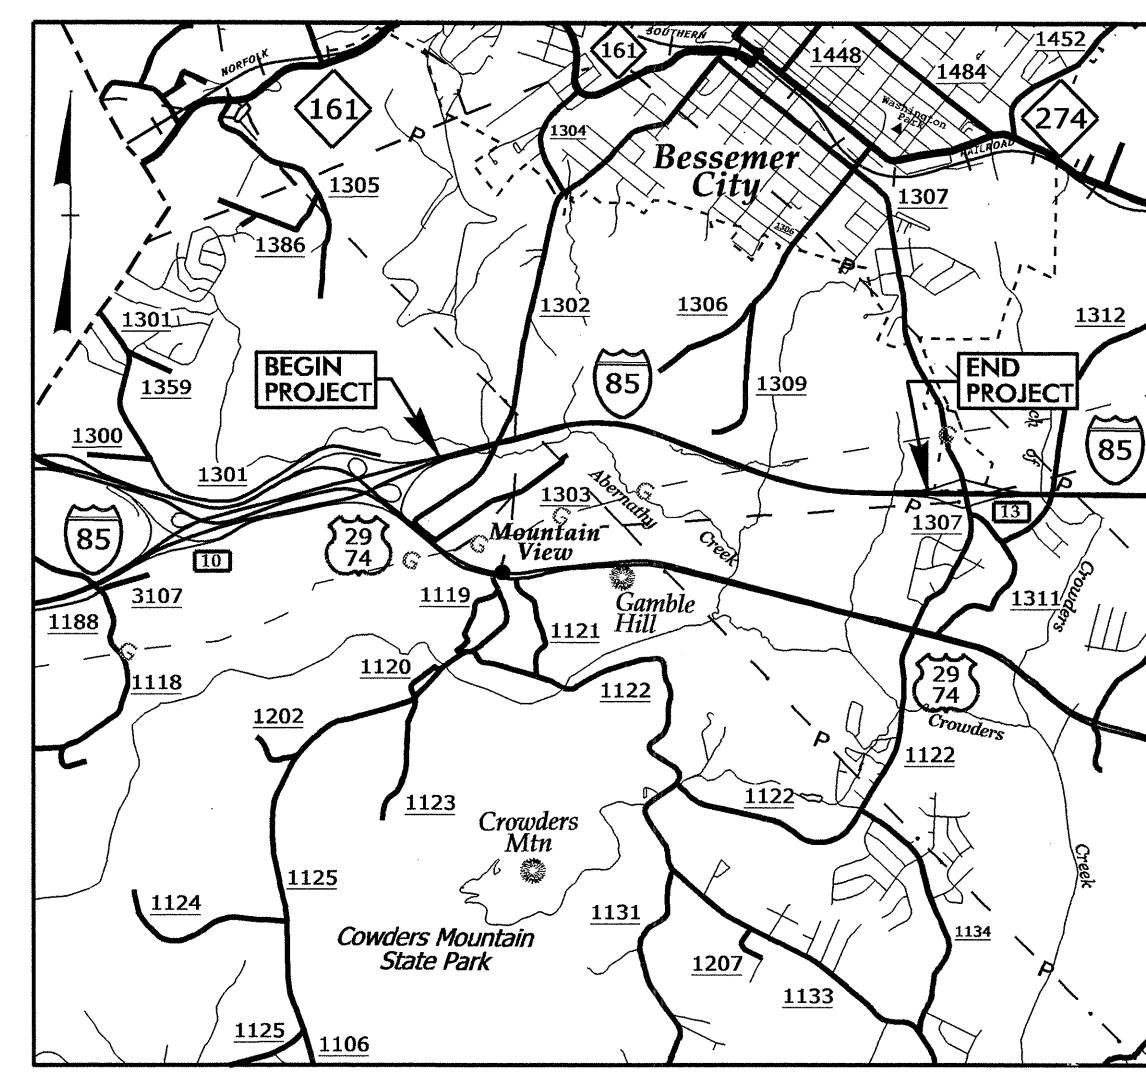 SOUTHERN
161
1448
1452
NORFOLK
1484
161
Washington
Park
274
1304
P
Bessemer
City
RAILROAD
1305
1307
1386
1306
P
1302
1306
1312
1301
BEGIN
PROJECT
85
END
PROJECT
1359
1309
ck
of
G
85
1300
1301
P
G
1303
Abernathy
Creek
P
1307
13
85
10
29
74
G
G
G
Mountain
View
3107
1119
Gamble
Hill
1311
Crowders
1188
G
1121
1118
1120
1122
29
74
Crowders
1202
P
1122
1123
1122
Crowders
Mtn
Creek
1125
1124
1131
1134
Cowders Mountain
State Park
1207
P
1133
1125
1106